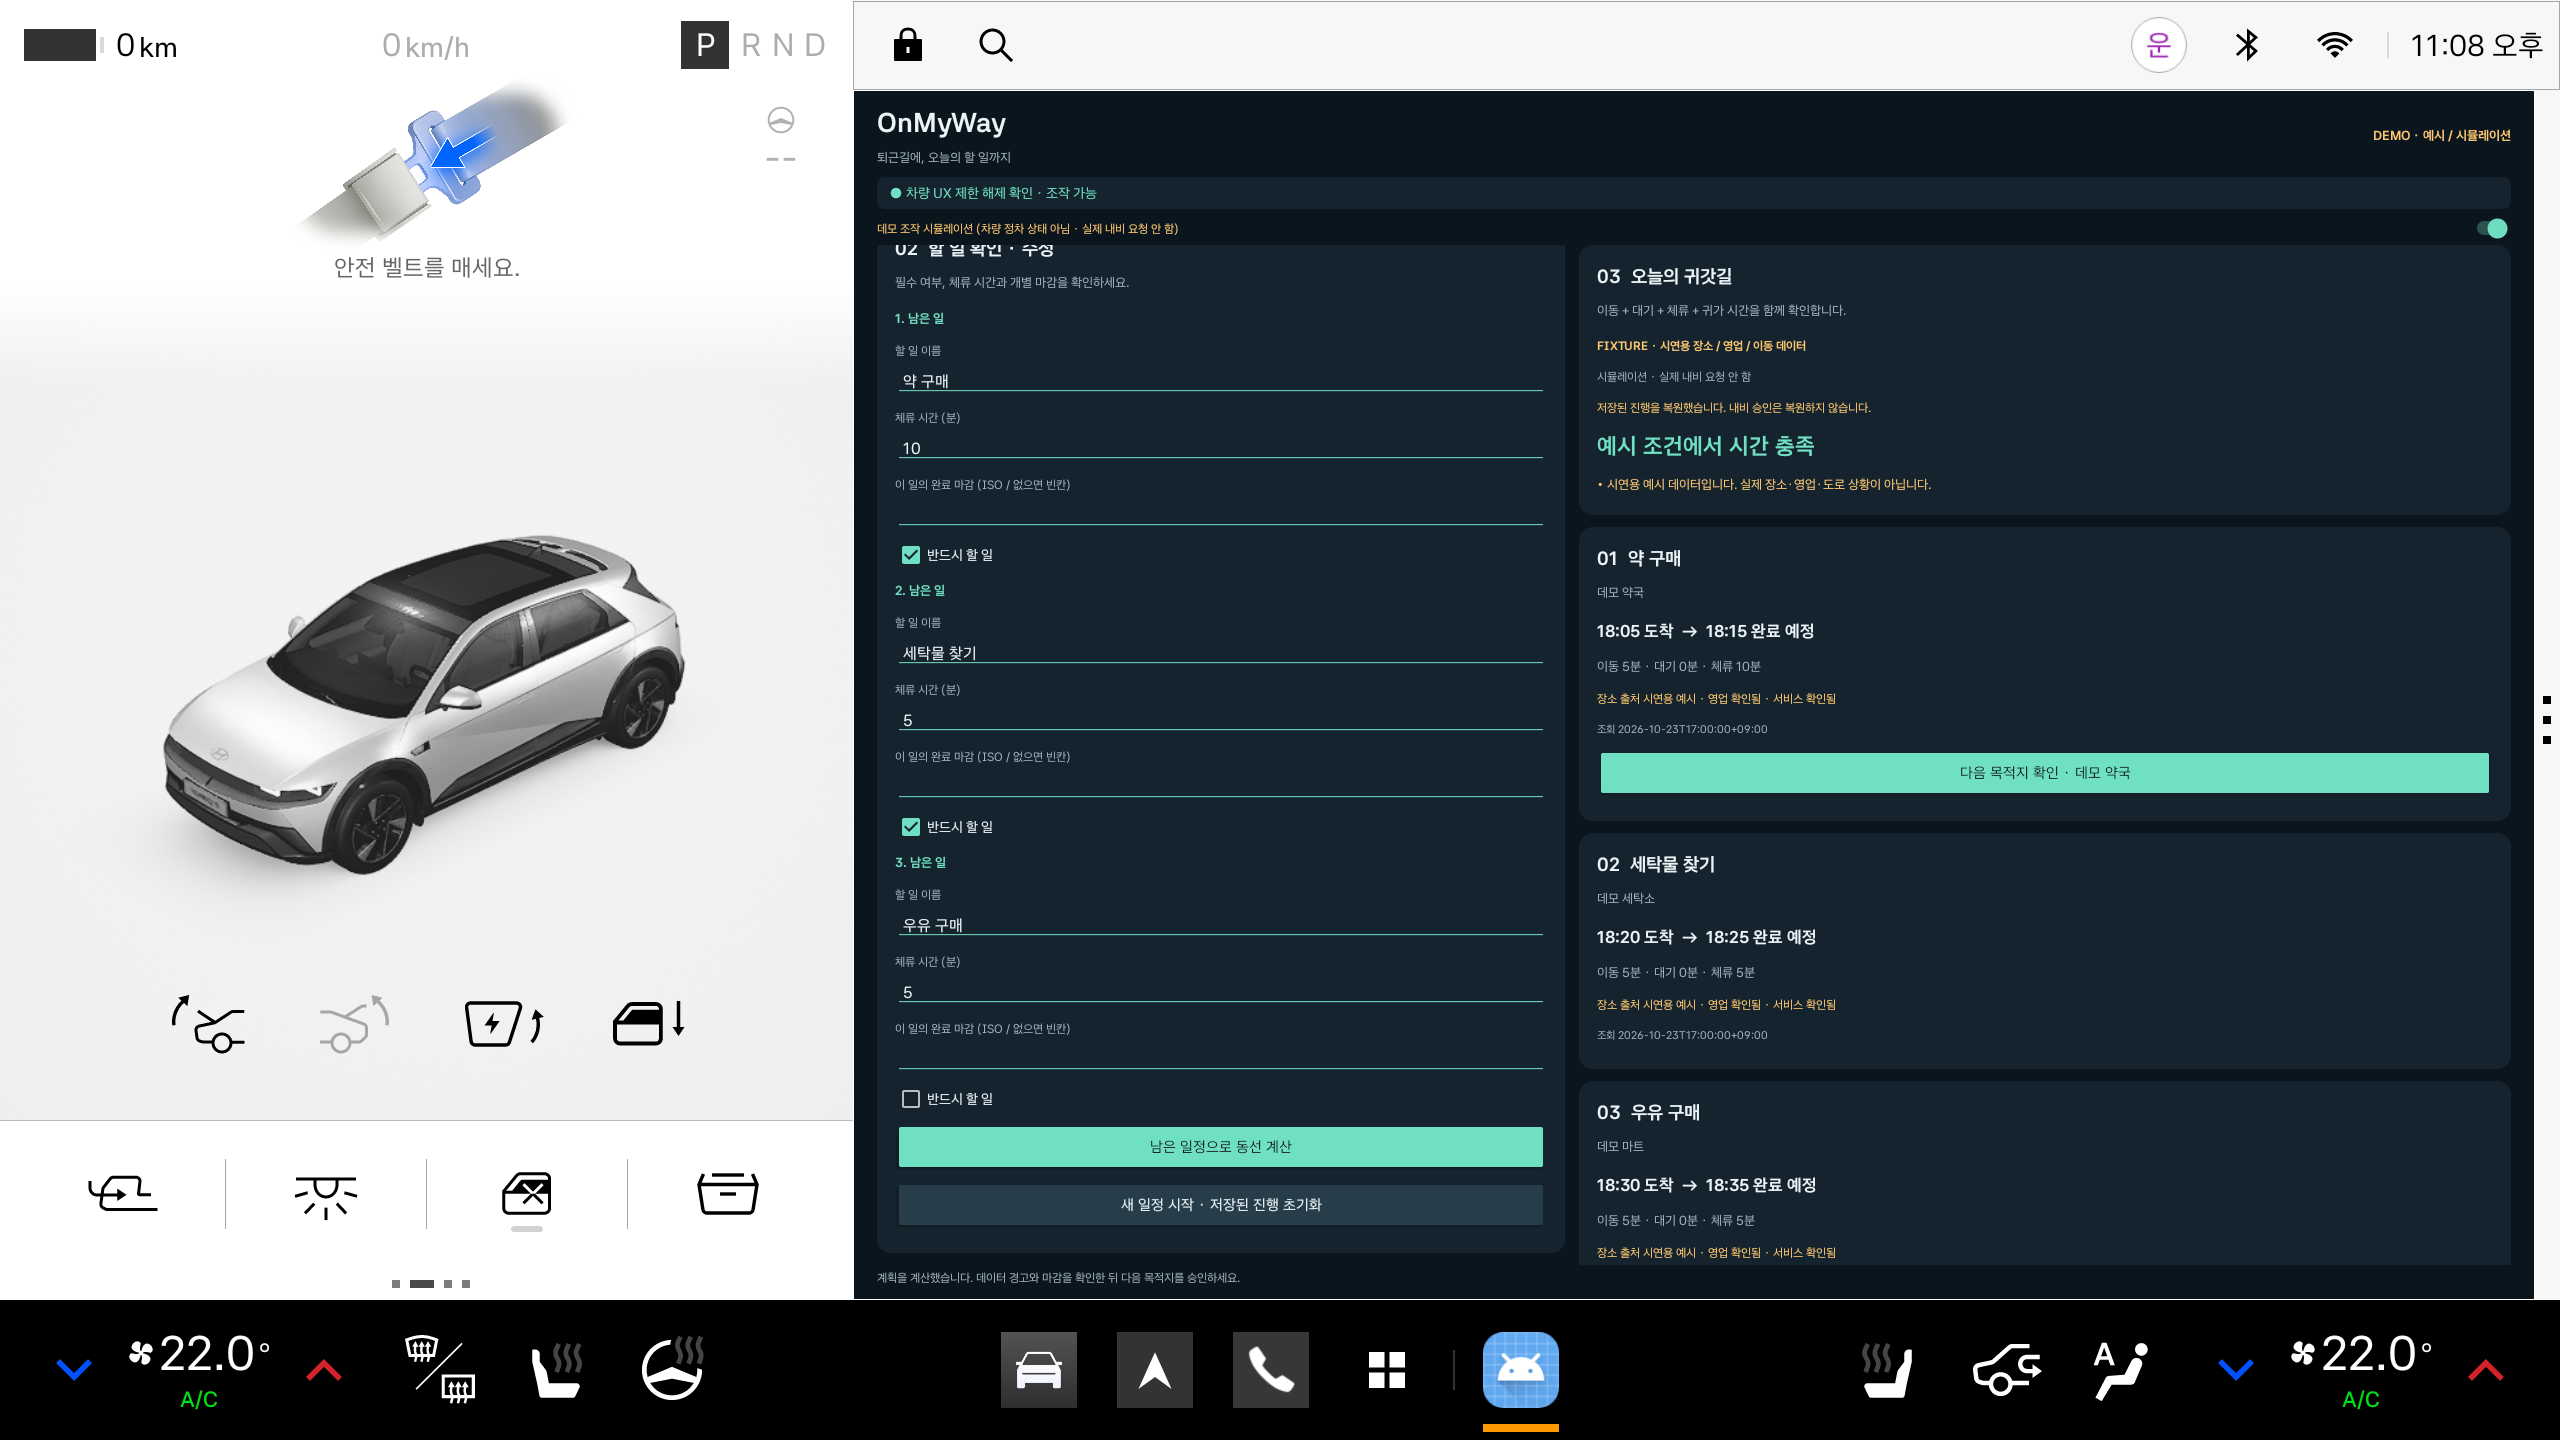 0 km
0 km/h
P R N D
안전 벨트를 매세요.
운
11:08 오후
OnMyWay
퇴근길에, 오늘의 할 일까지
DEMO · 예시 / 시뮬레이션
● 차량 UX 제한 해제 확인 · 조작 가능
데모 조작 시뮬레이션 (차량 정차 상태 아님 · 실제 내비 요청 안 함)
02 할 일 확인 · 수정
필수 여부, 체류 시간과 개별 마감을 확인하세요.
1. 남은 일
할 일 이름
약 구매
체류 시간 (분)
10
이 일의 완료 마감 (ISO / 없으면 빈칸)
반드시 할 일
2. 남은 일
할 일 이름
세탁물 찾기
체류 시간 (분)
5
이 일의 완료 마감 (ISO / 없으면 빈칸)
반드시 할 일
3. 남은 일
할 일 이름
우유 구매
체류 시간 (분)
5
이 일의 완료 마감 (ISO / 없으면 빈칸)
반드시 할 일
남은 일정으로 동선 계산
새 일정 시작 · 저장된 진행 초기화
계획을 계산했습니다. 데이터 경고와 마감을 확인한 뒤 다음 목적지를 승인하세요.
03 오늘의 귀갓길
이동 + 대기 + 체류 + 귀가 시간을 함께 확인합니다.
FIXTURE · 시연용 장소 / 영업 / 이동 데이터
시뮬레이션 · 실제 내비 요청 안 함
저장된 진행을 복원했습니다. 내비 승인은 복원하지 않습니다.
예시 조건에서 시간 충족
• 시연용 예시 데이터입니다. 실제 장소·영업·도로 상황이 아닙니다.
01 약 구매
데모 약국
18:05 도착 → 18:15 완료 예정
이동 5분 · 대기 0분 · 체류 10분
장소 출처 시연용 예시 · 영업 확인됨 · 서비스 확인됨
조회 2026-10-23T17:00:00+09:00
다음 목적지 확인 · 데모 약국
02 세탁물 찾기
데모 세탁소
18:20 도착 → 18:25 완료 예정
이동 5분 · 대기 0분 · 체류 5분
장소 출처 시연용 예시 · 영업 확인됨 · 서비스 확인됨
조회 2026-10-23T17:00:00+09:00
03 우유 구매
데모 마트
18:30 도착 → 18:35 완료 예정
이동 5분 · 대기 0분 · 체류 5분
장소 출처 시연용 예시 · 영업 확인됨 · 서비스 확인됨
22.0°
A/C
A
22.0°
A/C